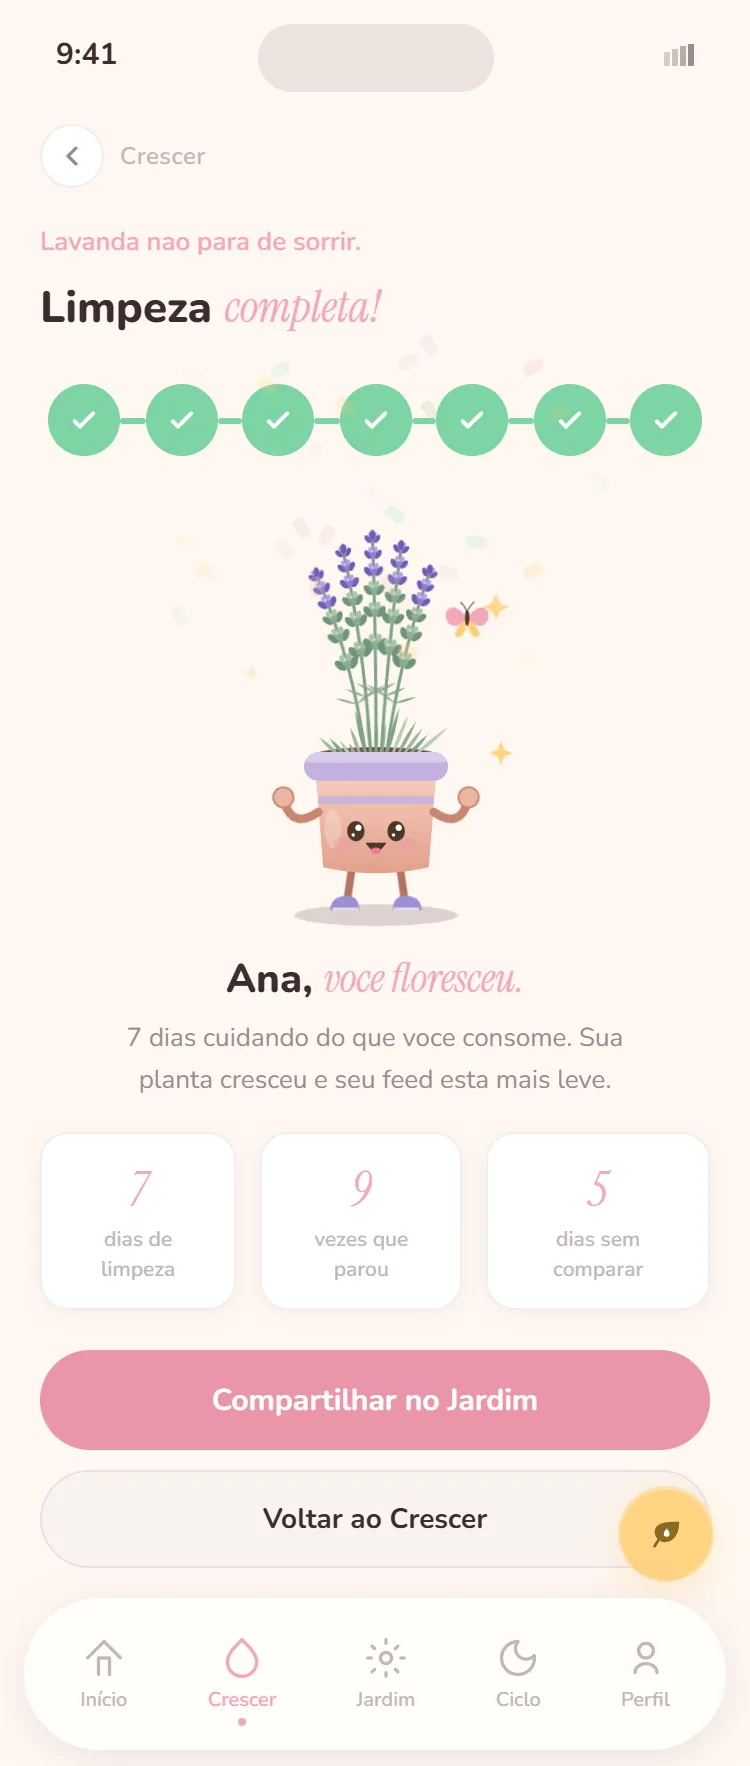 9:41
Crescer
Lavanda nao para de sorrir.
Limpeza completa!
Ana, voce floresceu.
7 dias cuidando do que voce consome. Sua
planta cresceu e seu feed esta mais leve.
7
dias de
limpeza
9
vezes que
parou
5
dias sem
comparar
Compartilhar no Jardim
Voltar ao Crescer
Início
Crescer
Jardim
Ciclo
Perfil